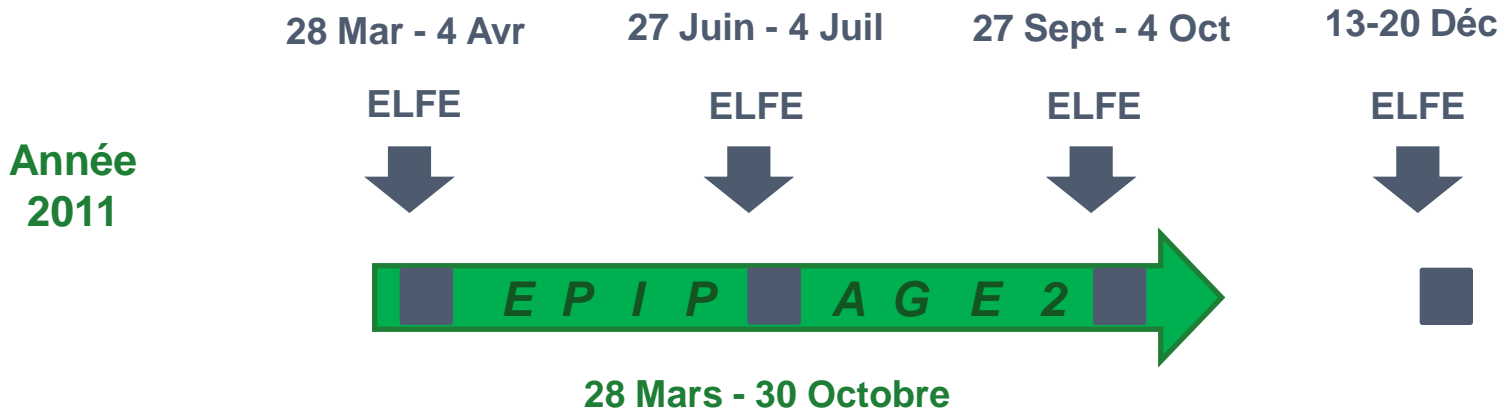 28 Mar - 4 Avr
27 Juin - 4 Juil
27 Sept - 4 Oct
13-20 Déc
ELFE
ELFE
ELFE
ELFE
Année
2011
E P I P A G E 2
28 Mars - 30 Octobre